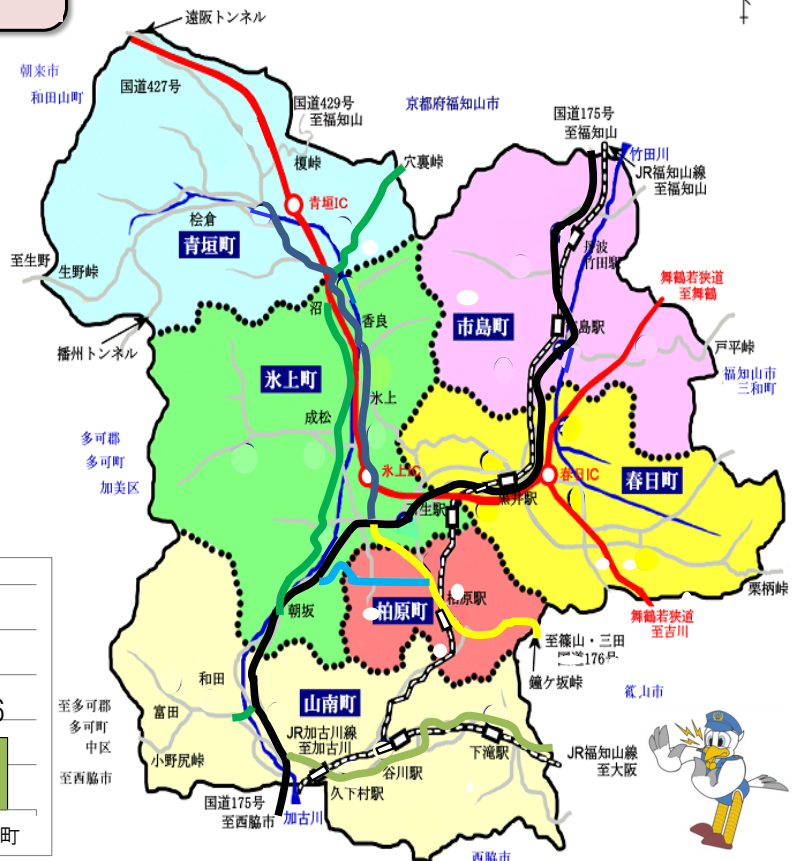 遠阪トンネル
朝来市
和田山町
国道427号
国道429号
至福知山
京都府福知山市
国道175号
至福知山
竹田川
JR福知山線
至福知山
榎峠
穴裏峠
青垣IC
桧倉
青垣町
至生野
生野峠
丹波
竹田駅
舞鶴若狭道
至舞鶴
播州トンネル
沼
香良
市島町
島駅
戸平峠
福知山市
三和町
氷上町
氷上
成松
多可郡
多可町
加美区
氷上IC
春日IC
春日町
黒井駅
生駅
栗柄峠
朝坂
柏原町
柏原駅
舞鶴若狭道
至吉川
至篠山・三田
国道176号
鐘ケ坂峠
和田
山南町
至多可郡
多可町
中区
富田
JR加古川線
至加古川
小野尻峠
至西脇市
谷川駅
下滝駅
JR福知山線
至大阪
久下村駅
国道175号
至西脇市
加古川
西脇市
6
町